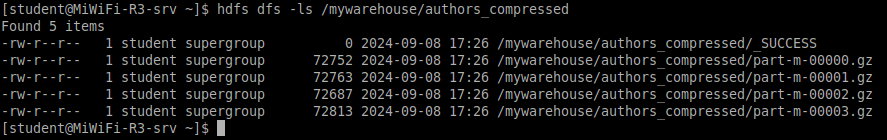 [student@MiWiFi-R3-srv ~]$ hdfs dfs -ls /mywarehouse/authors_compressed
Found 5 items
-rw-r--r--   1 student supergroup          0 2024-09-08 17:26 /mywarehouse/authors_compressed/_SUCCESS
-rw-r--r--   1 student supergroup      72752 2024-09-08 17:26 /mywarehouse/authors_compressed/part-m-00000.gz
-rw-r--r--   1 student supergroup      72763 2024-09-08 17:26 /mywarehouse/authors_compressed/part-m-00001.gz
-rw-r--r--   1 student supergroup      72687 2024-09-08 17:26 /mywarehouse/authors_compressed/part-m-00002.gz
-rw-r--r--   1 student supergroup      72813 2024-09-08 17:26 /mywarehouse/authors_compressed/part-m-00003.gz
[student@MiWiFi-R3-srv ~]$